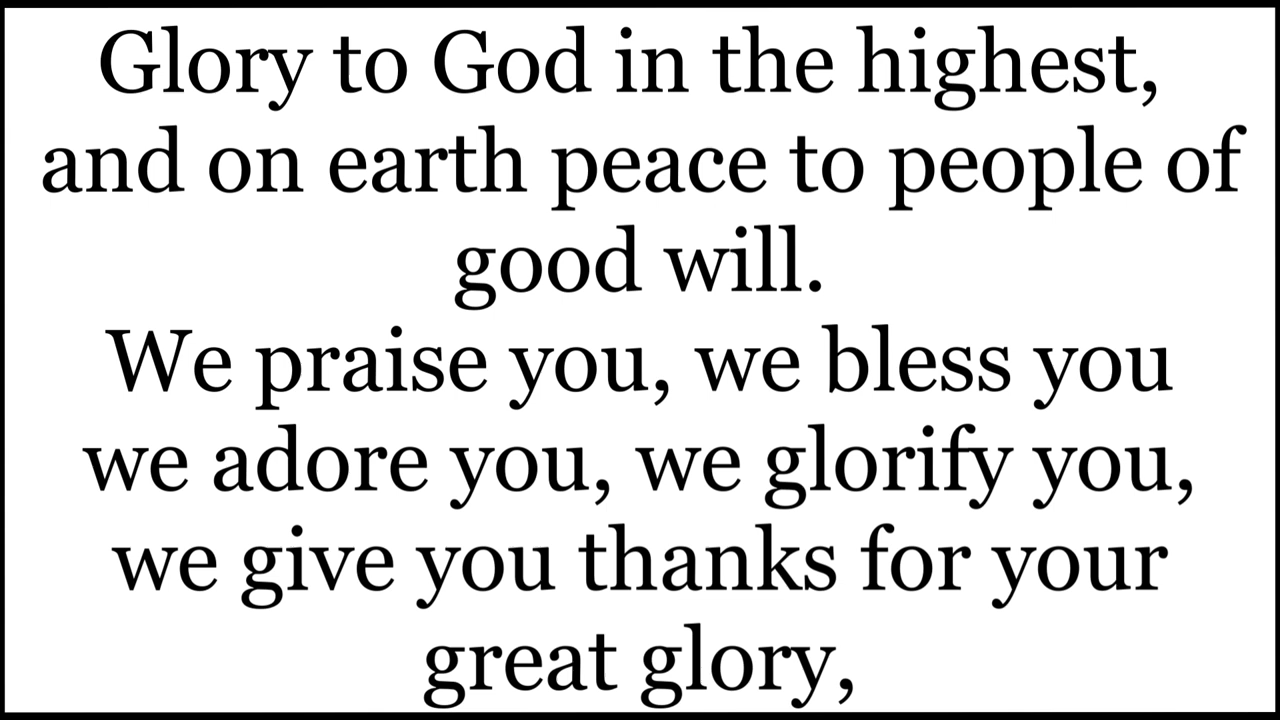 Glory to God in the highest,
and on earth peace to people of
good will.
We praise you, we bless you
we adore you, we glorify you,
we give you thanks for your
great glory,